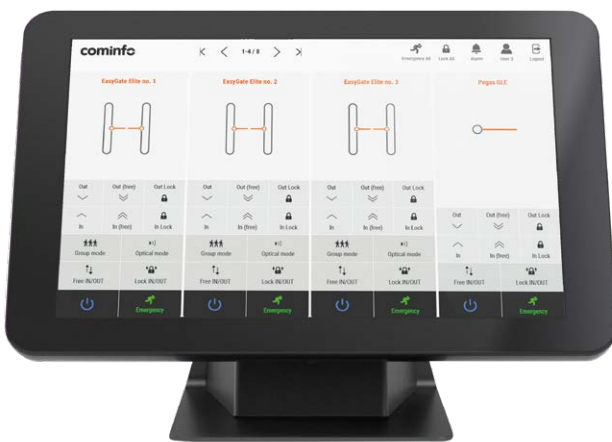 cominfo
1-4 / 8
Emergency All Lock All Alarm User 1 Logout
EasyGate Elite no. 1 EasyGate Elite no. 2 EasyGate Elite no. 3 Pegas GLE
Out Out (free) Out Lock Out Out (free) Out Lock Out Out (free) Out Lock
In In (free) In Lock In In (free) In Lock In In (free) In Lock
Out Out (free) Out Lock
Group mode Optical mode Group mode Optical mode Group mode Optical mode
In In (free) In Lock
Free IN/OUT Lock IN/OUT Free IN/OUT Lock IN/OUT Free IN/OUT Lock IN/OUT Free IN/OUT Lock IN/OUT
Emergency Emergency Emergency Emergency